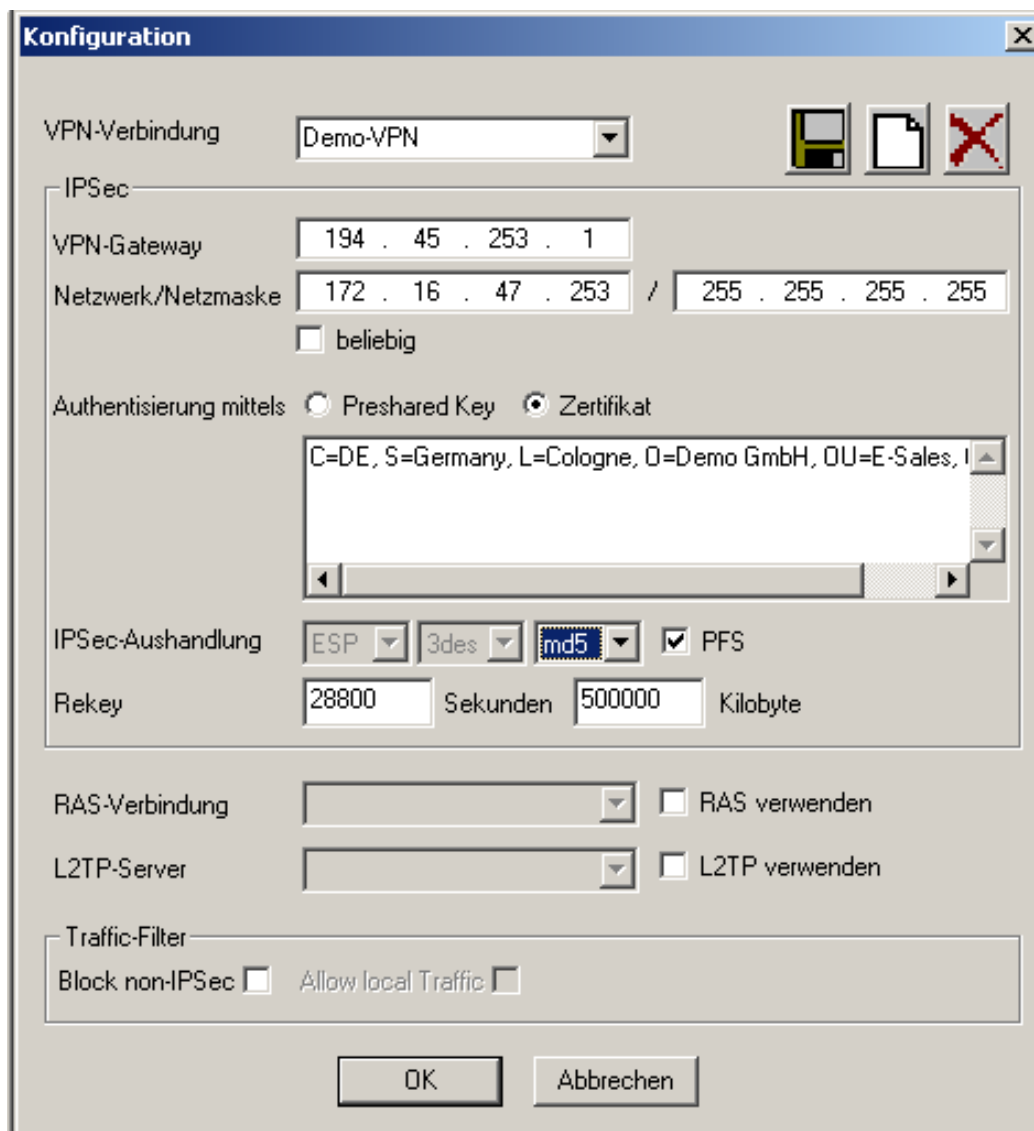 Konfiguration
VPN-Verbindung Demo-VPN
IPSec
VPN-Gateway 194 . 45 . 253 . 1
Netzwerk/Netzmaske 172 . 16 . 47 . 253 / 255 . 255 . 255 . 255
beliebig
Authentisierung mittels Preshared Key Zertifikat
C=DE, S=Germany, L=Cologne, O=Demo GmbH, OU=E-Sales,
IPSec-Aushandlung ESP 3des md5 PFS
Rekey 28800 Sekunden 500000 Kilobyte
RAS-Verbindung RAS verwenden
L2TP-Server L2TP verwenden
Traffic-Filter
Block non-IPSec Allow local Traffic
OK Abbrechen